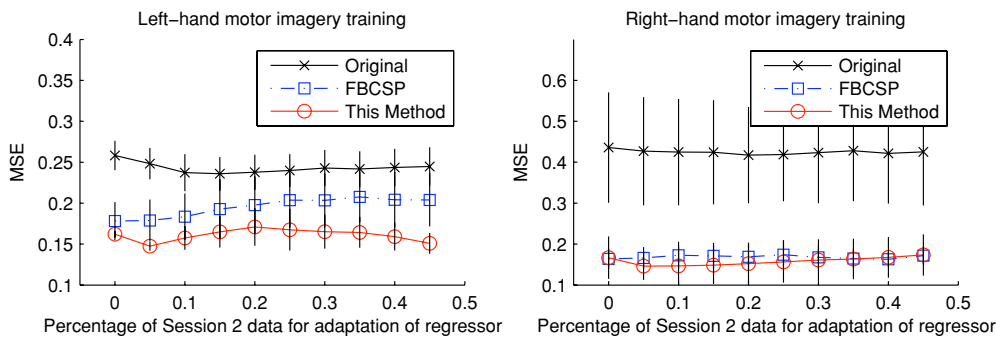 Left-hand motor imagery training
0.4
0.35
0.3
0.25
0.2
0.15
0.1
MSE
Original
FBCSP
This Method
0 0.1 0.2 0.3 0.4 0.5
Percentage of Session 2 data for adaptation of regressor
Right-hand motor imagery training
0.6
0.5
0.4
0.3
0.2
0.1
MSE
Original
FBCSP
This Method
0 0.1 0.2 0.3 0.4 0.5
Percentage of Session 2 data for adaptation of regressor